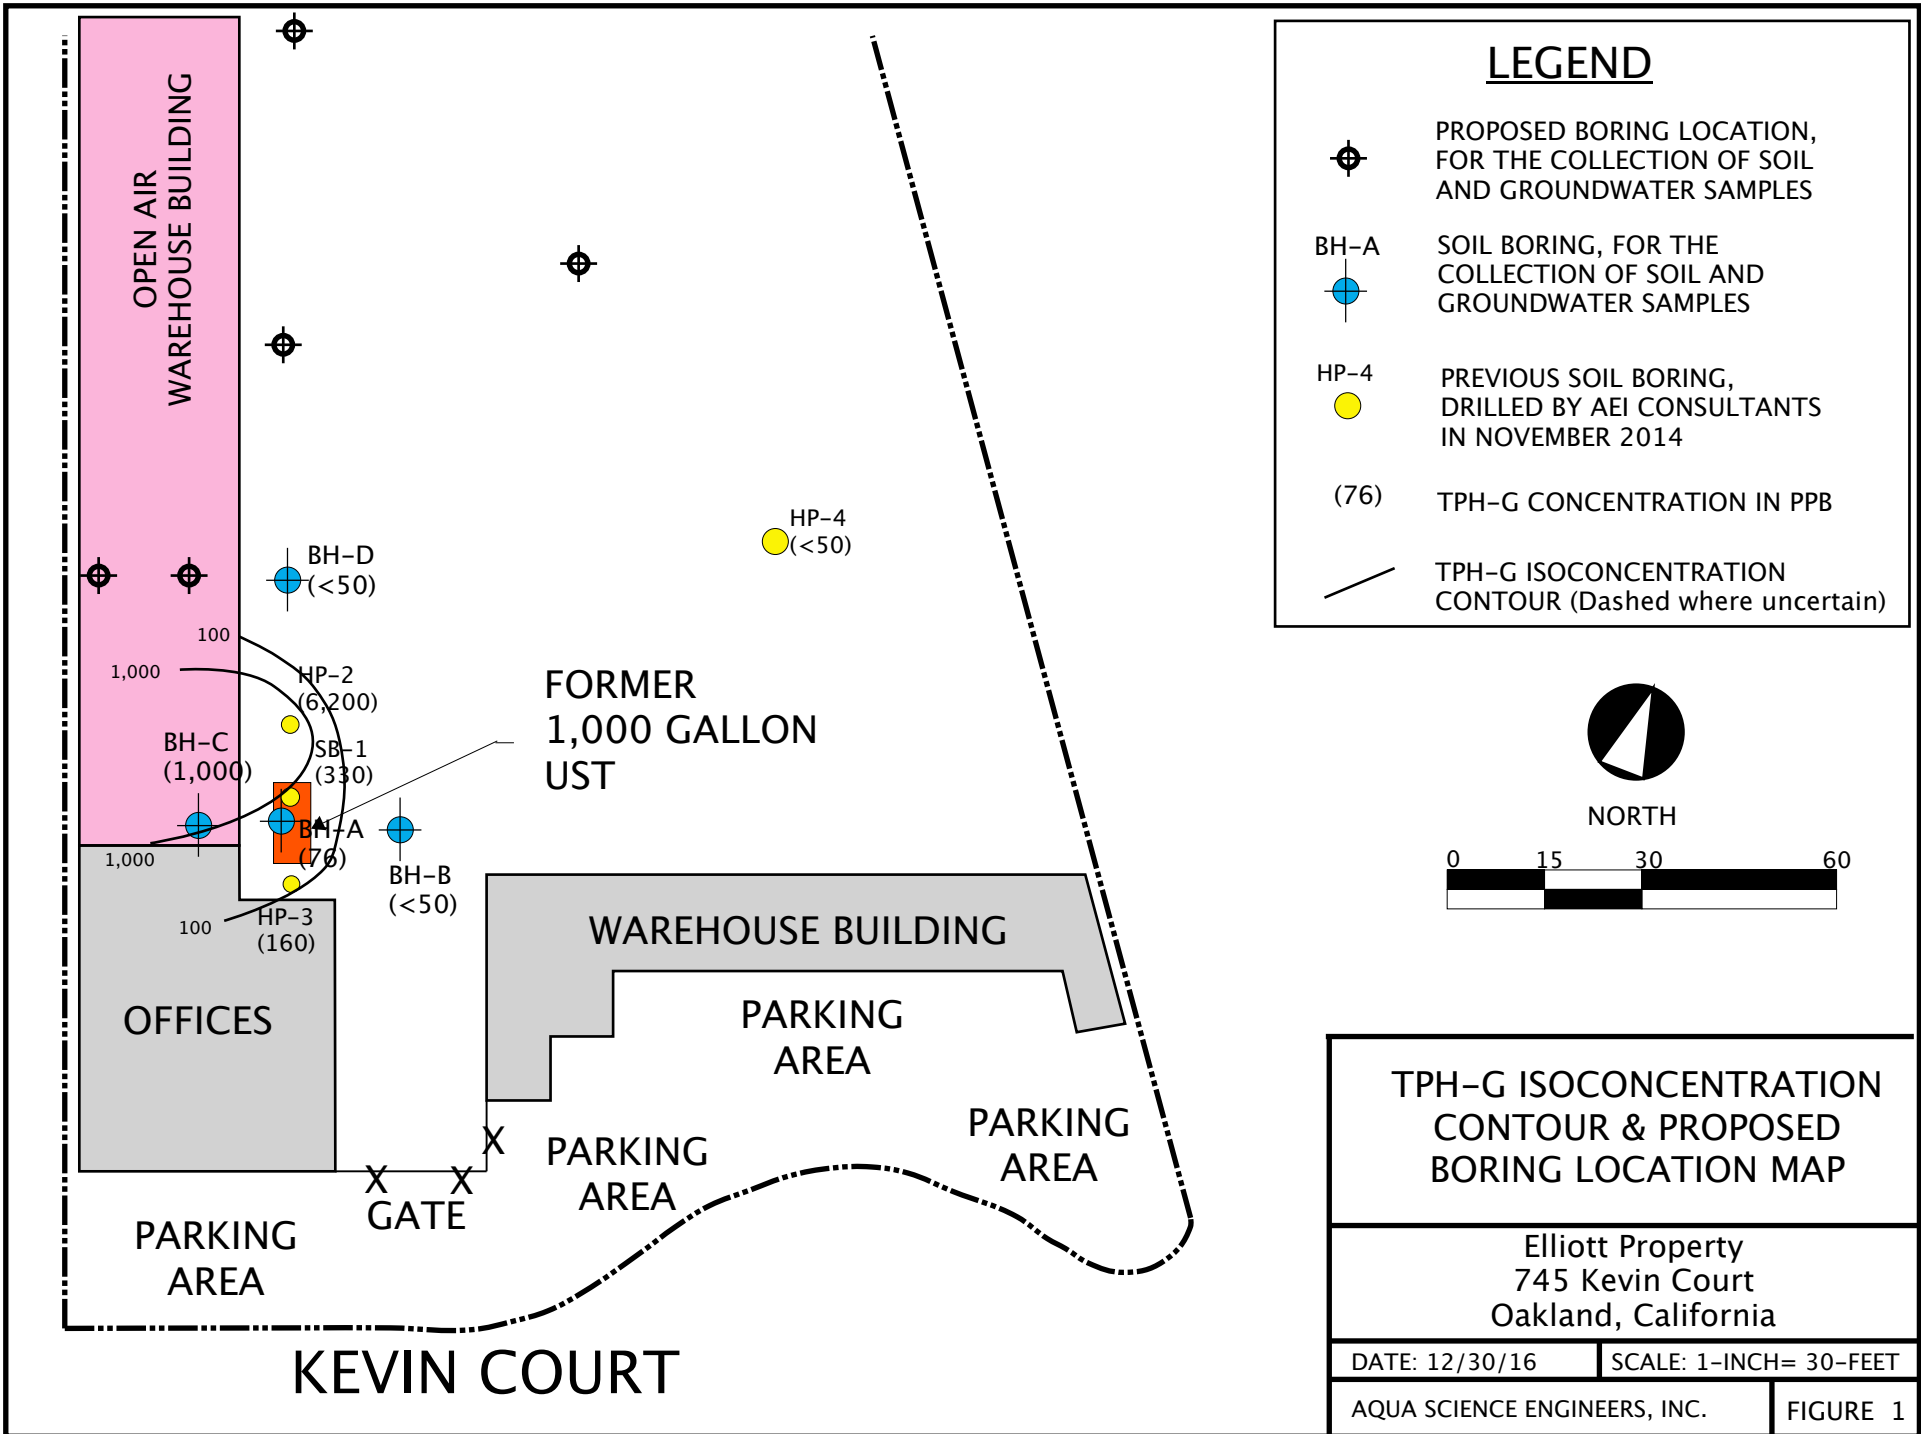 OPEN AIR
WAREHOUSE BUILDING
LEGEND
PROPOSED BORING LOCATION,
FOR THE COLLECTION OF SOIL
AND GROUNDWATER SAMPLES
BH-A
SOIL BORING, FOR THE
COLLECTION OF SOIL AND
GROUNDWATER SAMPLES
HP-4
PREVIOUS SOIL BORING,
DRILLED BY AEI CONSULTANTS
IN NOVEMBER 2014
(76)
TPH-G CONCENTRATION IN PPB
TPH-G ISOCONCENTRATION
CONTOUR (Dashed where uncertain)
HP-4
(<50)
BH-D
(<50)
100
1,000
HP-2
(6,200)
FORMER
1,000 GALLON
UST
BH-C
(1,000)
SB-1
(330)
BH-A
(76)
1,000
BH-B
(<50)
100
HP-3
(160)
NORTH
0 15 30 60
WAREHOUSE BUILDING
OFFICES
PARKING
AREA
PARKING
AREA
PARKING
AREA
X
X
X
GATE
PARKING
AREA
KEVIN COURT
TPH-G ISOCONCENTRATION
CONTOUR & PROPOSED
BORING LOCATION MAP
Elliott Property
745 Kevin Court
Oakland, California
DATE: 12/30/16
SCALE: 1-INCH= 30-FEET
AQUA SCIENCE ENGINEERS, INC.
FIGURE 1